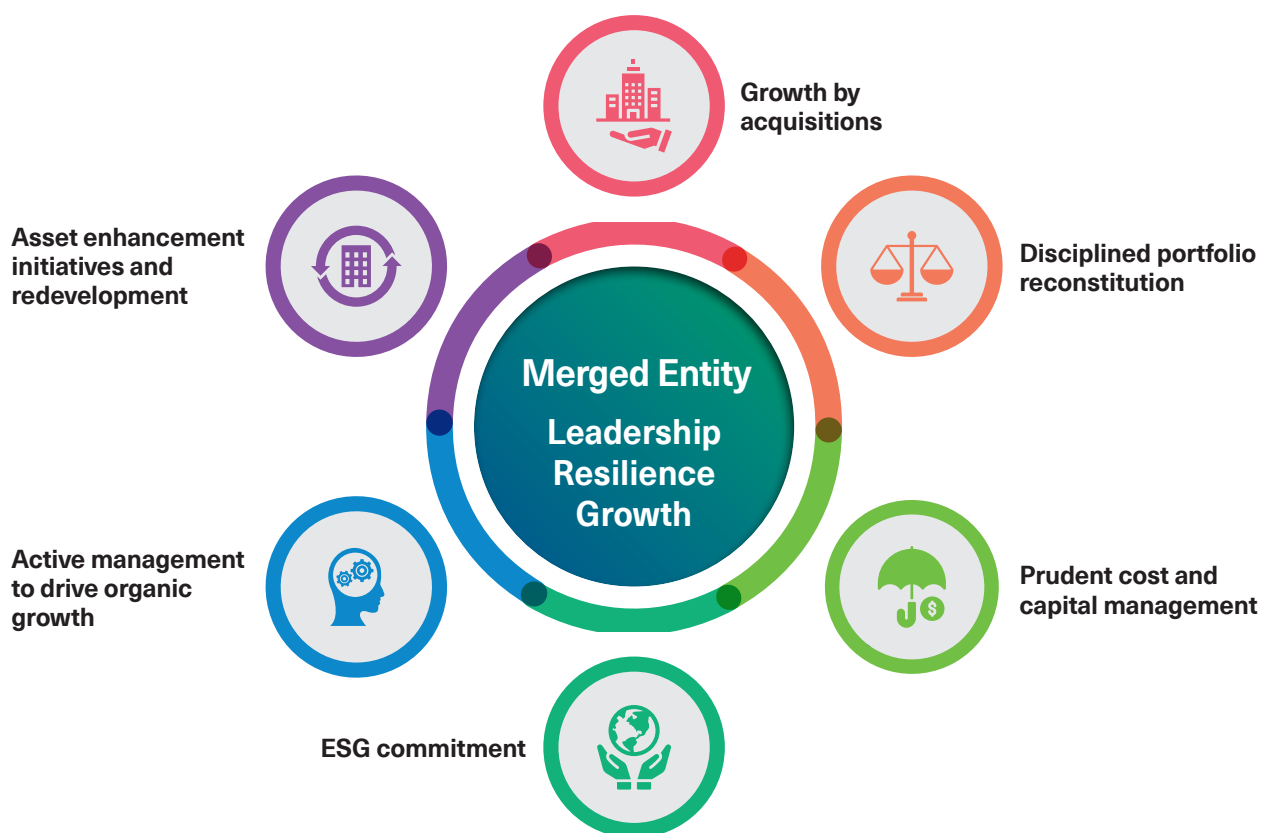 Growth by
acquisitions
Asset enhancement
initiatives and
redevelopment
Disciplined portfolio
reconstitution
Merged Entity
Leadership
Resilience
Growth
Active management
to drive organic
growth
Prudent cost and
capital management
$
ESG commitment